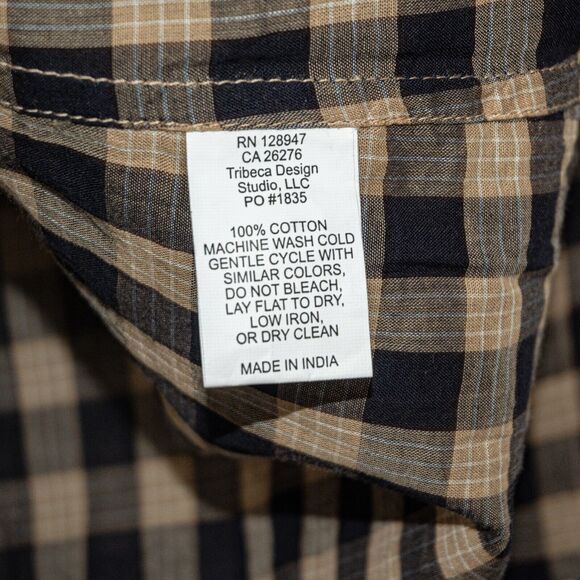 RN 128947
CA 26276
Tribeca Design
Studio, LLC
PO #1835
100% COTTON
MACHINE WASH COLD
GENTLE CYCLE WITH
SIMILAR COLORS,
DO NOT BLEACH,
LAY FLAT TO DRY,
LOW IRON,
OR DRY CLEAN
MADE IN INDIA